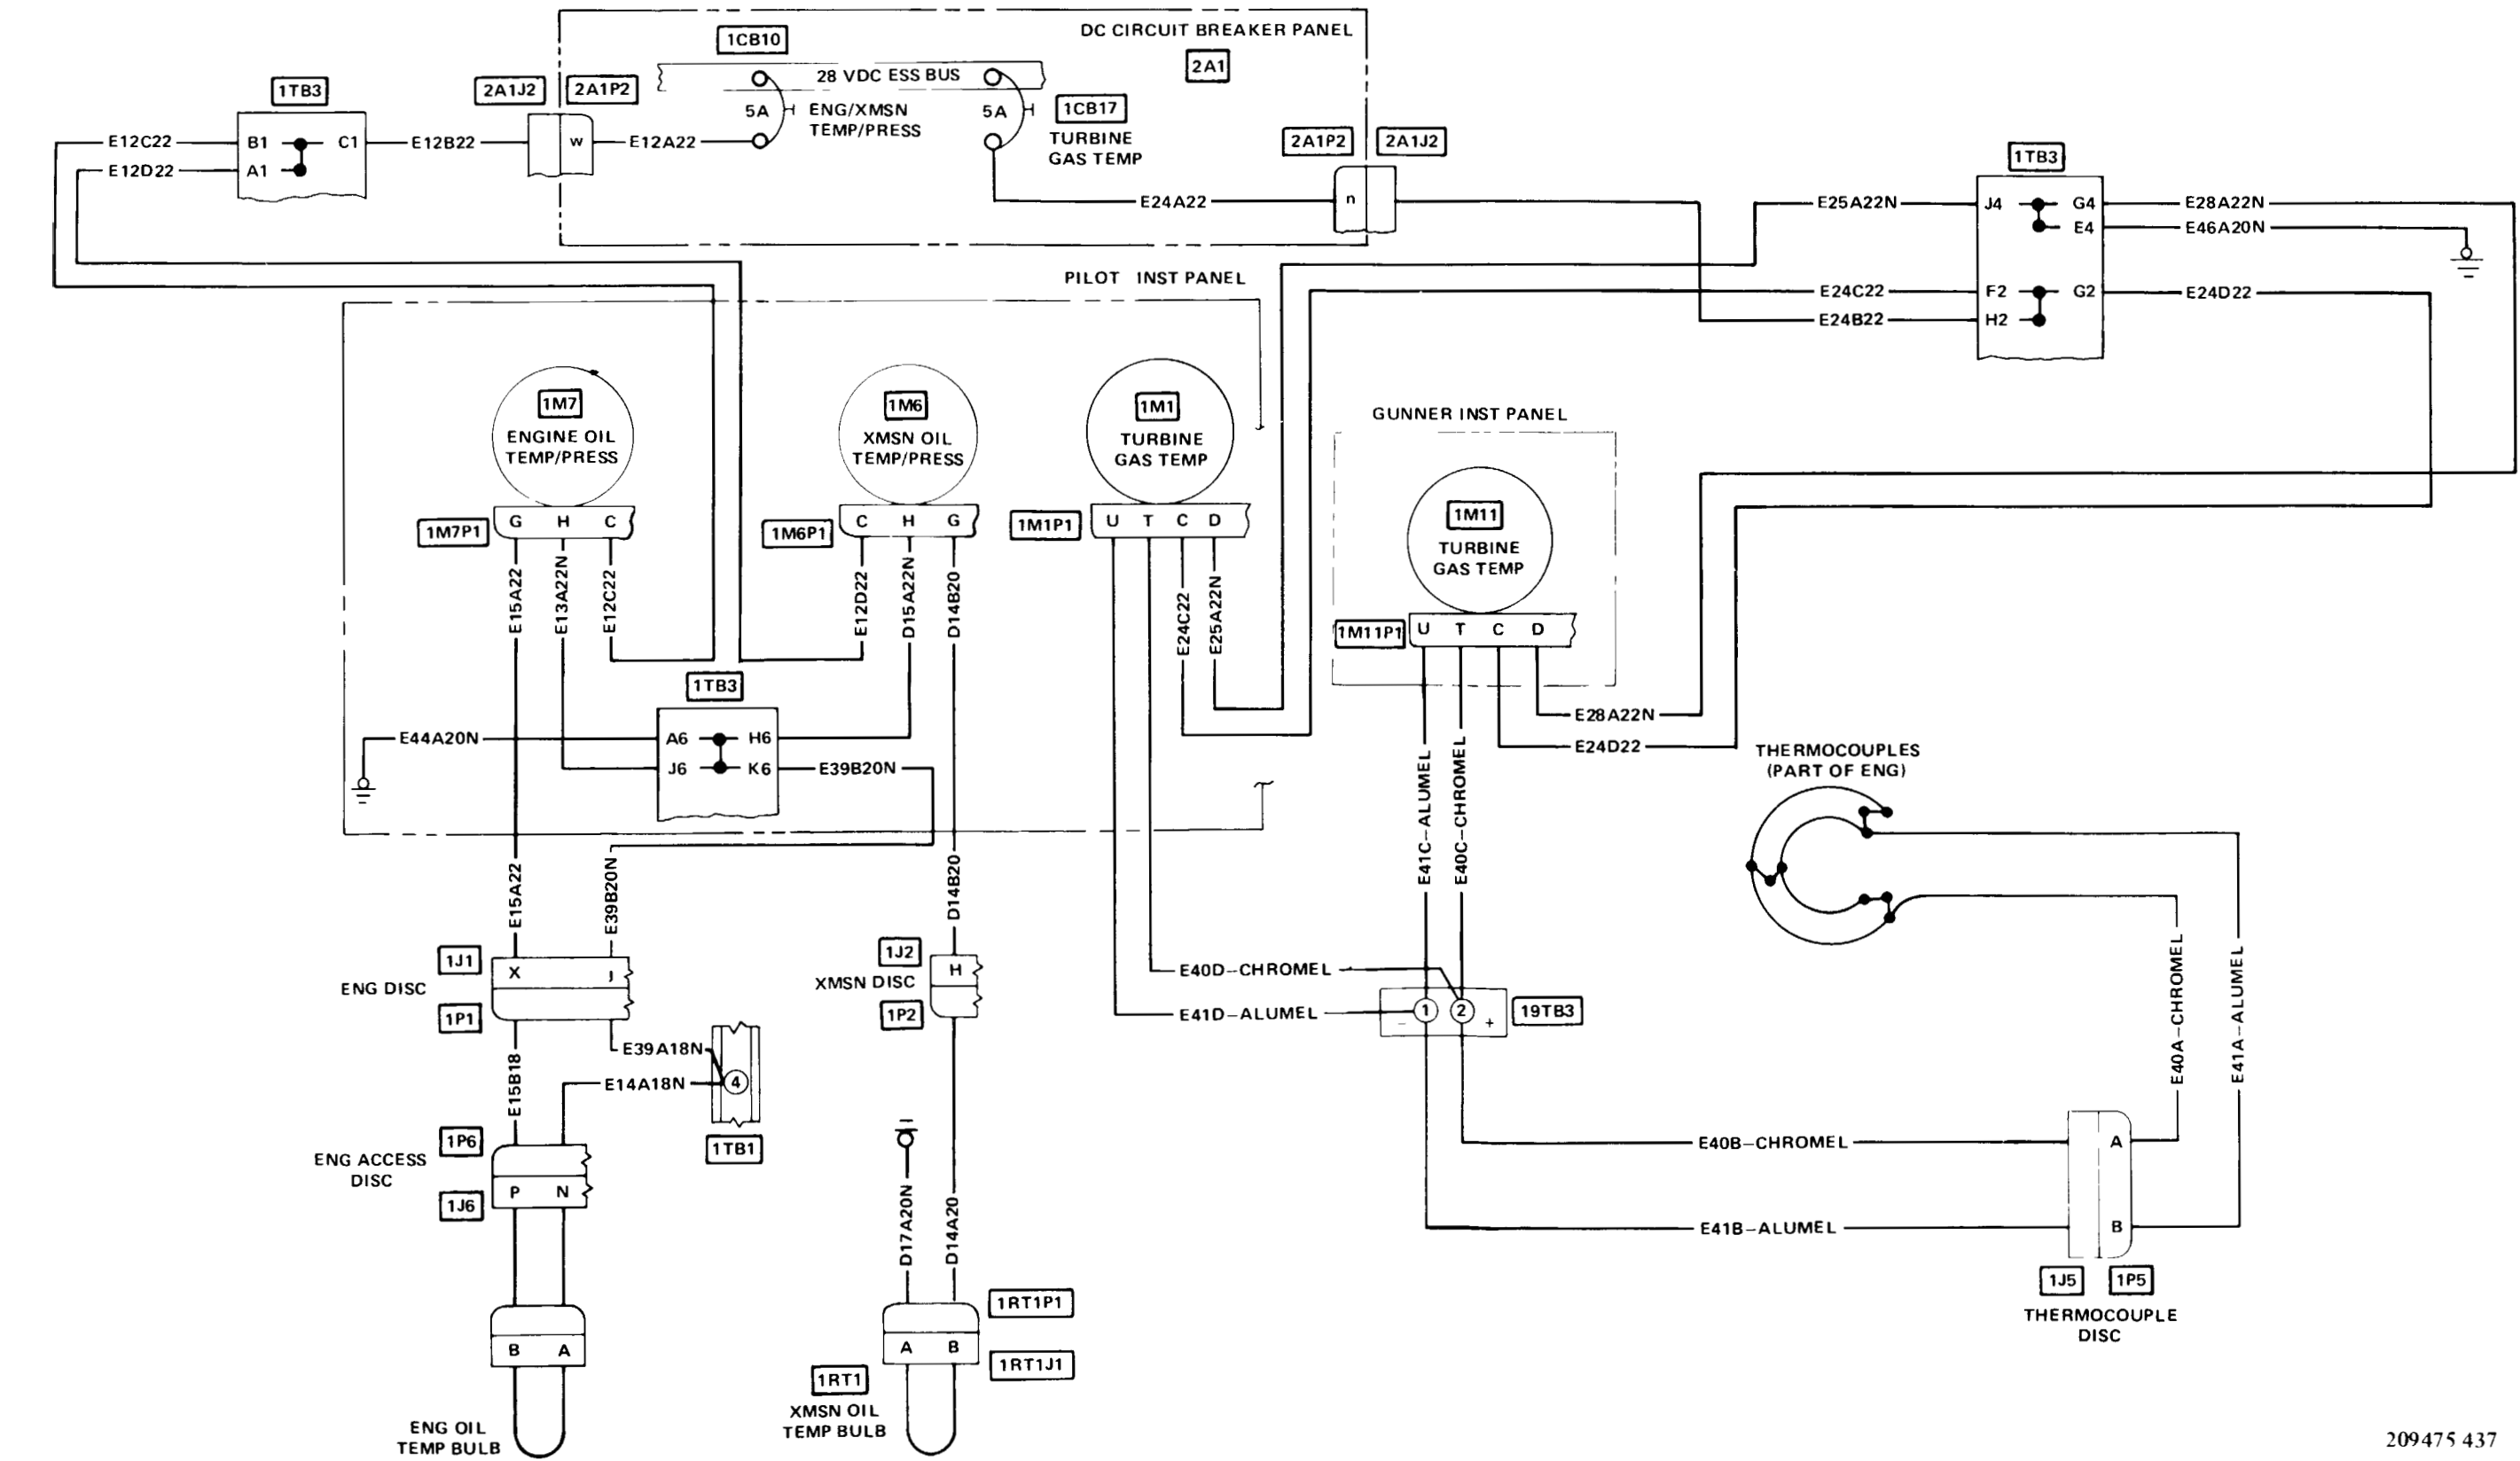 DC CIRCUIT BREAKER PANEL
2A1
1CB10
28 VDC ESS BUS
5A
ENG/XMSN
TEMP/PRESS
5A
1CB17
TURBINE
GAS TEMP
1TB3
2A1J2
2A1P2
E12C22
B1
C1
E12B22
w
E12A22
E12D22
A1
2A1P2
2A1J2
E24A22
n
1TB3
E25A22N
J4
G4
E28A22N
E4
E46A20N
E24C22
F2
G2
E24D22
E24B22
H2
PILOT INST PANEL
1M7
ENGINE OIL
TEMP/PRESS
1M7P1
G H C
E15A22
E13A22N
E12C22
1M6
XMSN OIL
TEMP/PRESS
1M6P1
C H G
E12D22
D15A22N
D14B20
1M1
TURBINE
GAS TEMP
1M1P1
U T C D
E24C22
E25A22N
GUNNER INST PANEL
1M11
TURBINE
GAS TEMP
1M11P1
U T C D
E28A22N
E24D22
E41C-ALUMEL
E40C-CHROMEL
1TB3
E44A20N
A6
H6
J6
K6
E39B20N
THERMOCOUPLES
(PART OF ENG)
E15A22
E39B20N
D14B20
1J1
X J
ENG DISC
1P1
1J2
H
XMSN DISC
1P2
E40D-CHROMEL
E41D-ALUMEL
1 2
- +
19TB3
E40A-CHROMEL
E41A-ALUMEL
E39A18N
E14A18N
4
1TB1
E15B18
1P6
ENG ACCESS
DISC
1J6
P N
E40B-CHROMEL
A
E41B-ALUMEL
B
1J5
1P5
THERMOCOUPLE
DISC
D17A20N
D14A20
1RT1P1
A B
1RT1J1
1RT1
XMSN OIL
TEMP BULB
B A
ENG OIL
TEMP BULB
209475 437